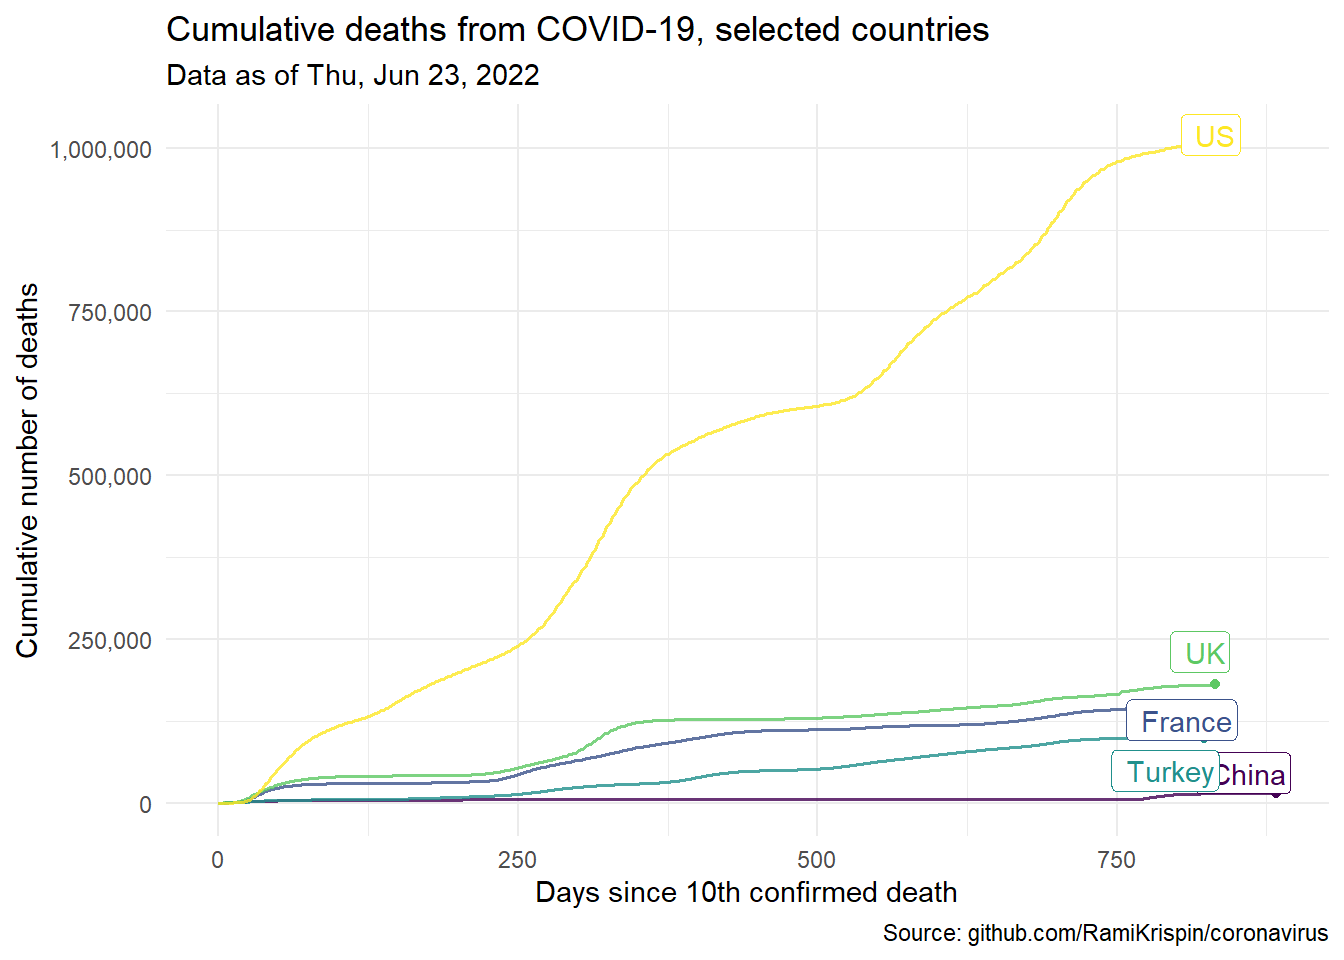 Cumulative deaths from COVID-19, selected countries
Data as of Thu, Jun 23, 2022
Cumulative number of deaths
1,000,000
750,000
500,000
250,000
0
US
UK
France
Turkey
China
0 250 500 750
Days since 10th confirmed death
Source: github.com/RamiKrispin/coronavirus